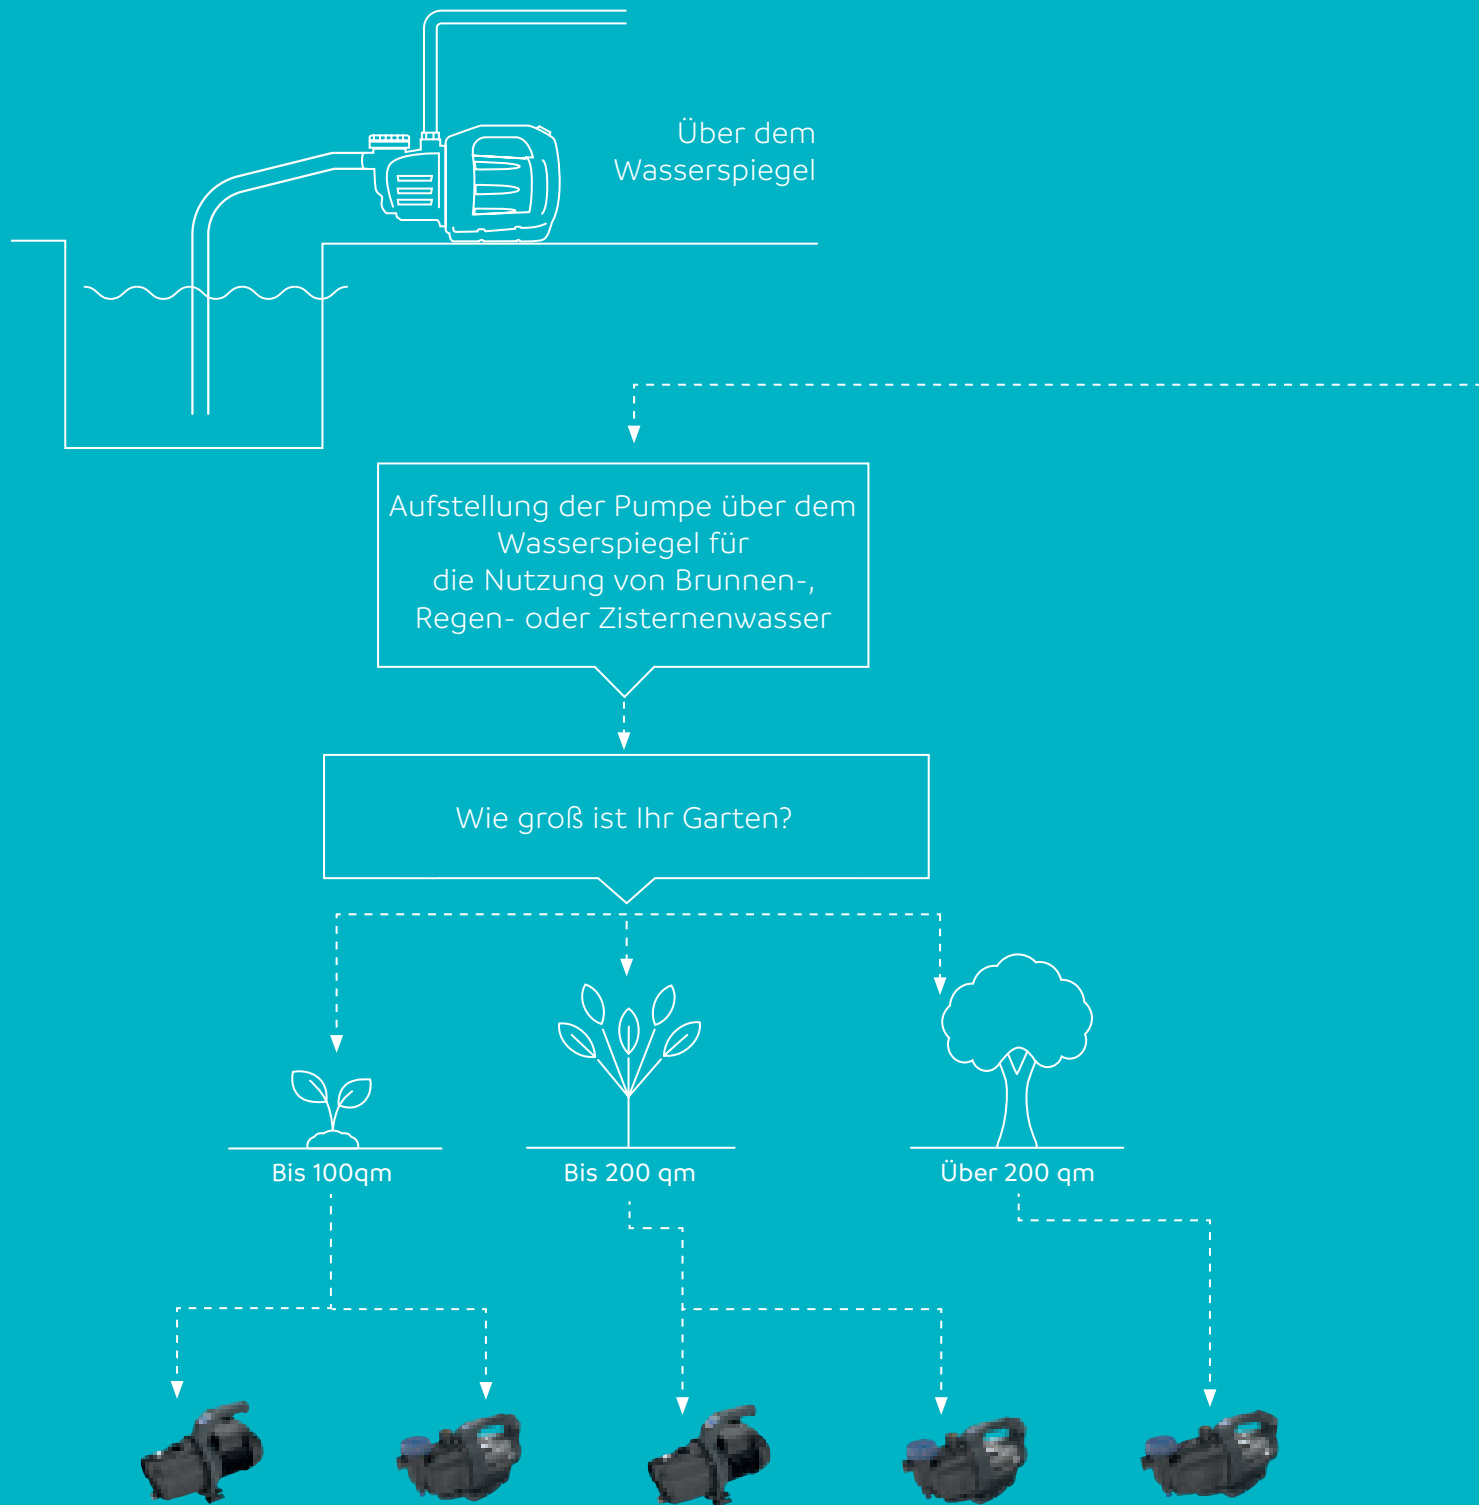 Über dem
Wasserspiegel
Aufstellung der Pumpe über dem
Wasserspiegel für
die Nutzung von Brunnen-,
Regen- oder Zisternenwasser
Wie groß ist Ihr Garten?
Bis 100qm
Bis 200 qm
Über 200 qm